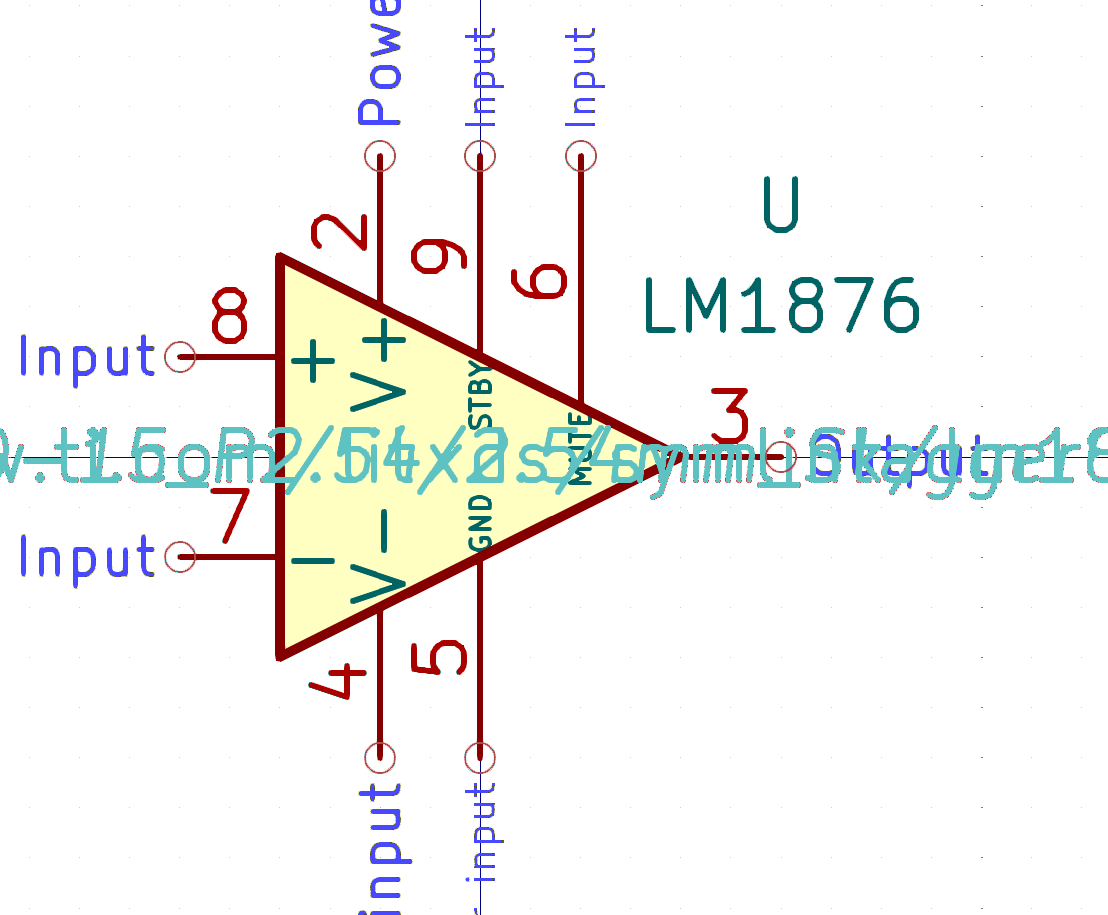 Power
Input
Input
2
9
6
U
LM1876
8
Input
+
V+
STBY
MUTE
3
Output
7
Input
-
V-
GND
4
5
input
input